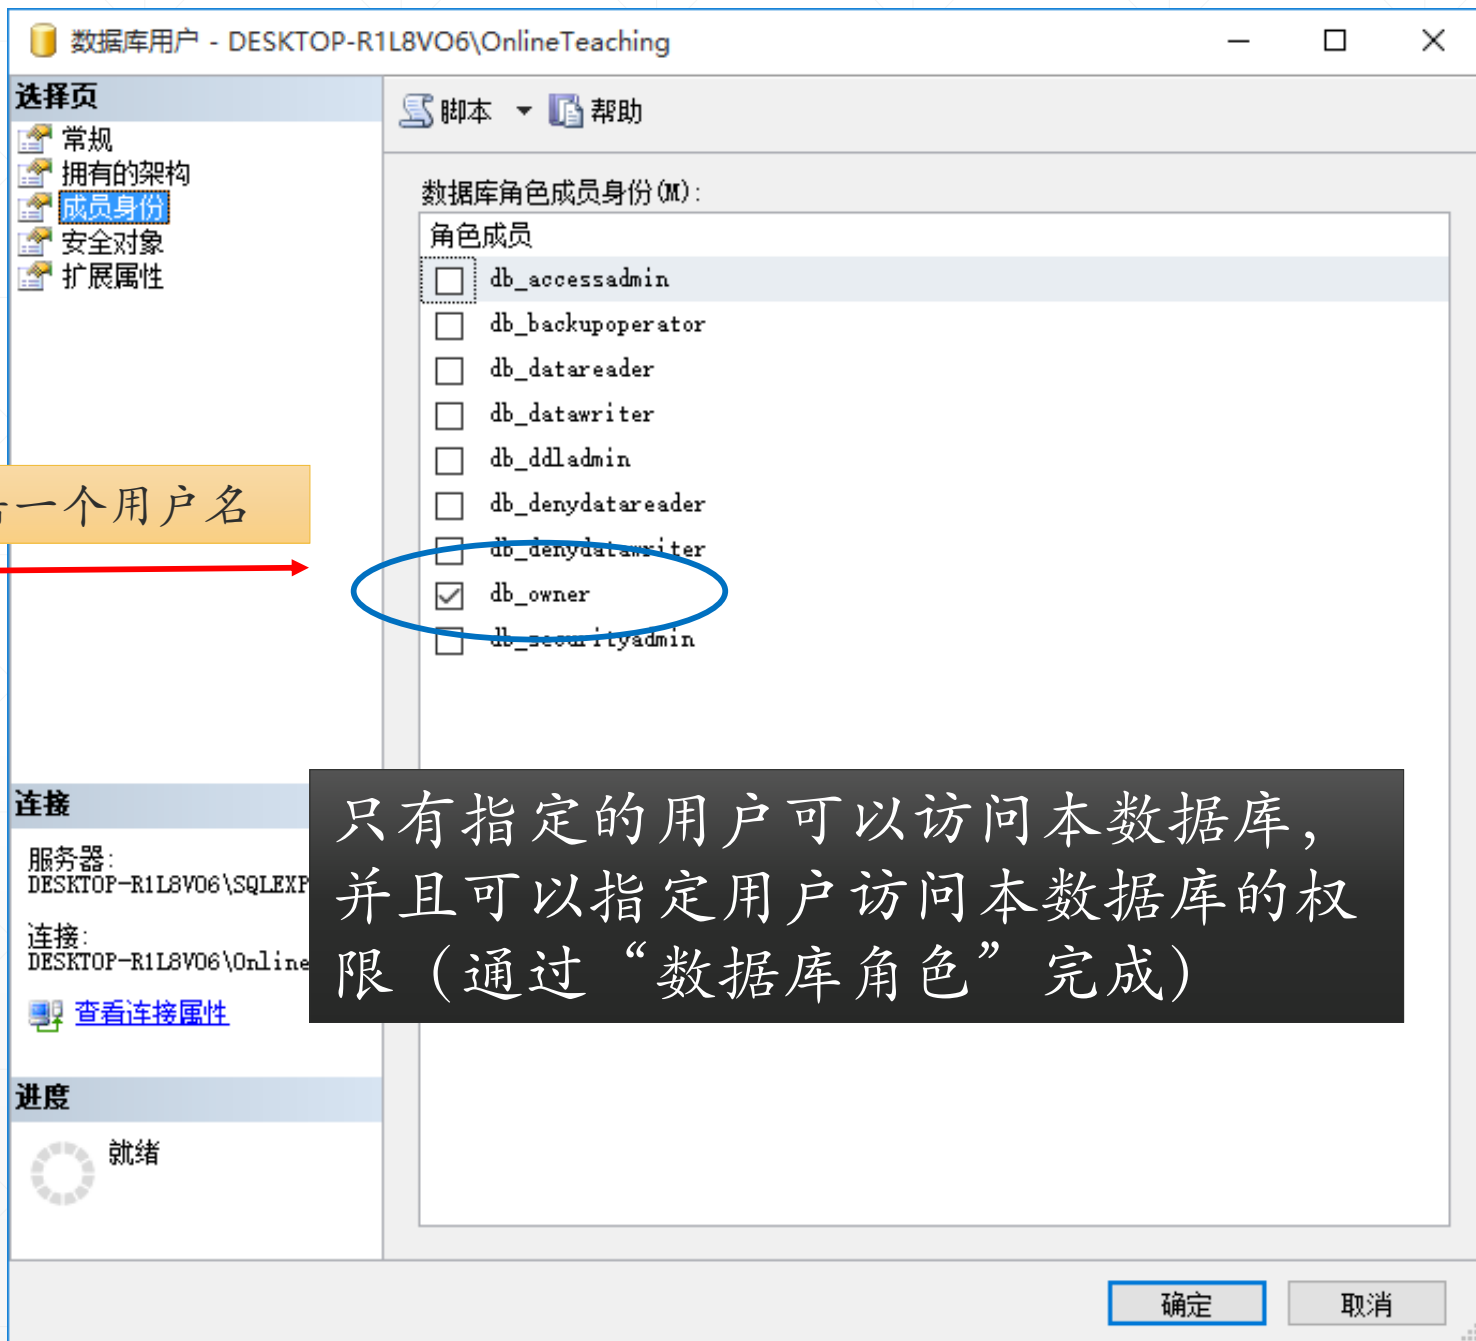 数据库用户 - DESKTOP-R1L8VO6\OnlineTeaching
选择页
常规
拥有的架构
成员身份
安全对象
扩展属性
脚本
帮助
数据库角色成员身份(M):
角色成员
db_accessadmin
db_backupoperator
db_datareader
db_datawriter
db_ddladmin
db_denydatareader
db_denydatawriter
db_owner
db_securityadmin
一个用户名
连接
服务器:
DESKTOP-R1L8VO6\SQLEXP
连接:
DESKTOP-R1L8VO6\Online
查看连接属性
进度
就绪
只有指定的用户可以访问本数据库，
并且可以指定用户访问本数据库的权
限（通过“数据库角色”完成）
确定
取消